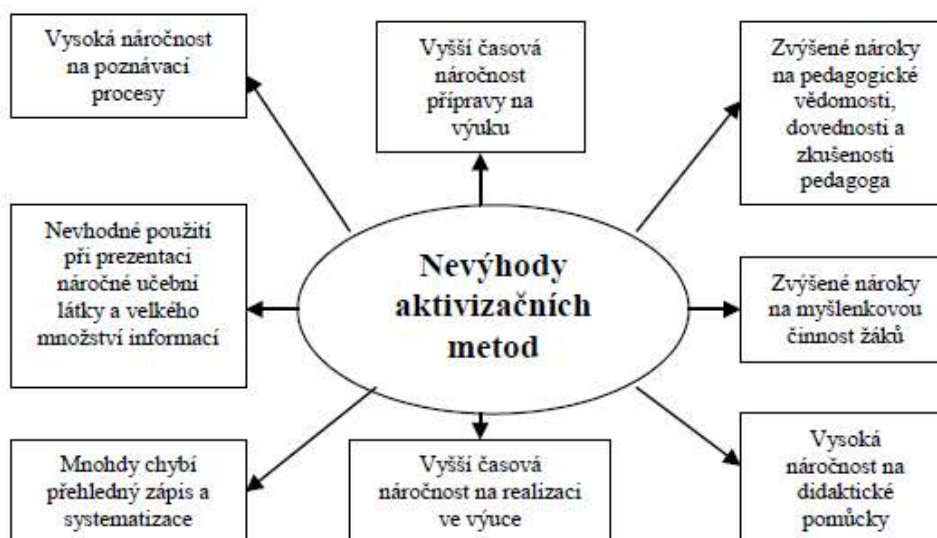 Vysoká náročnost
na poznávací
procesy
Vyšší časová
náročnost
přípravy na
výuku
Zvýšené nároky
na pedagogické
vědomosti,
dovednosti a
zkušenosti
pedagoga
Nevhodné použití
při prezentaci
náročné učební
látky a velkého
množství informací
Nevýhody
aktivizačních
metod
Zvýšené nároky
na myšlenkovou
činnost žáků
Mnohdy chybí
přehledný zápis a
systematizace
Vyšší časová
náročnost na realizaci
ve výuce
Vysoká
náročnost na
didaktické
pomůcky